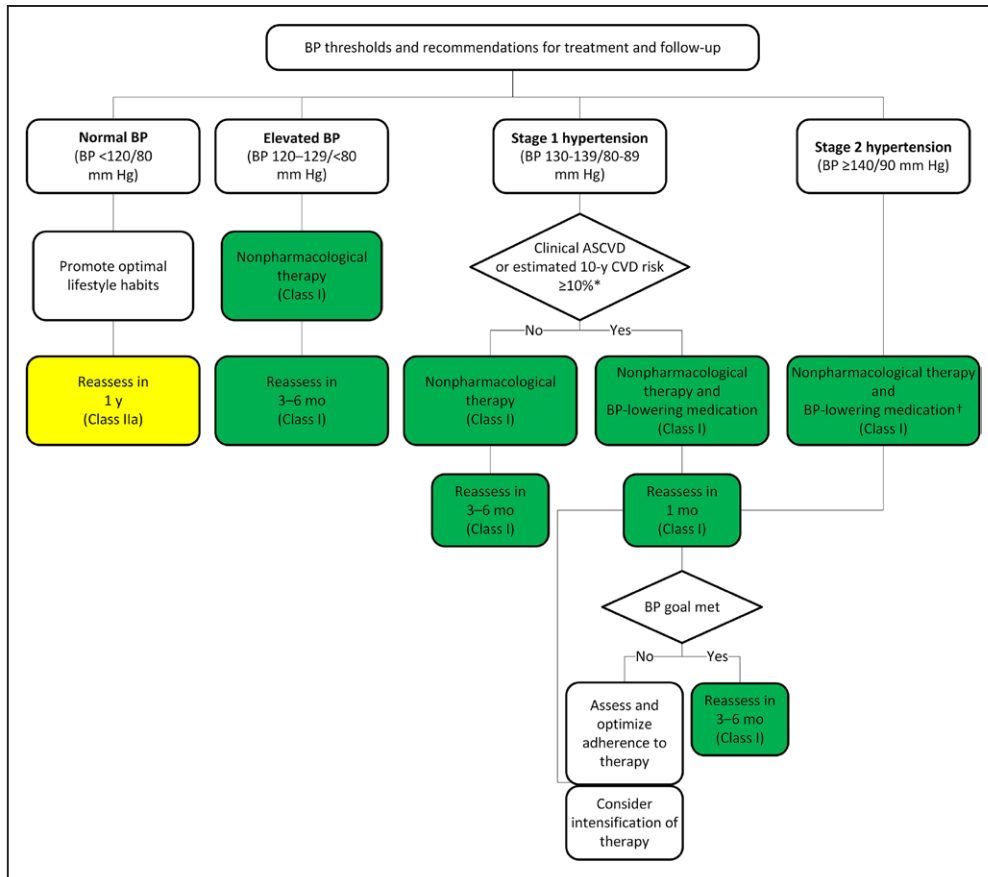 BP thresholds and recommendations for treatment and follow-up
Normal BP
(BP <120/80
mm Hg)
Elevated BP
(BP 120–129/<80
mm Hg)
Stage 1 hypertension
(BP 130-139/80-89
mm Hg)
Stage 2 hypertension
(BP ≥140/90 mm Hg)
Promote optimal
lifestyle habits
Nonpharmacological
therapy
(Class I)
Clinical ASCVD
or estimated 10-y CVD risk
≥10%*
No
Yes
Reassess in
1 y
(Class IIa)
Reassess in
3–6 mo
(Class I)
Nonpharmacological
therapy
(Class I)
Nonpharmacological
therapy and
BP-lowering medication
(Class I)
Nonpharmacological therapy
and
BP-lowering medication†
(Class I)
Reassess in
3–6 mo
(Class I)
Reassess in
1 mo
(Class I)
BP goal met
No
Yes
Assess and
optimize
adherence to
therapy
Reassess in
3–6 mo
(Class I)
Consider
intensification of
therapy